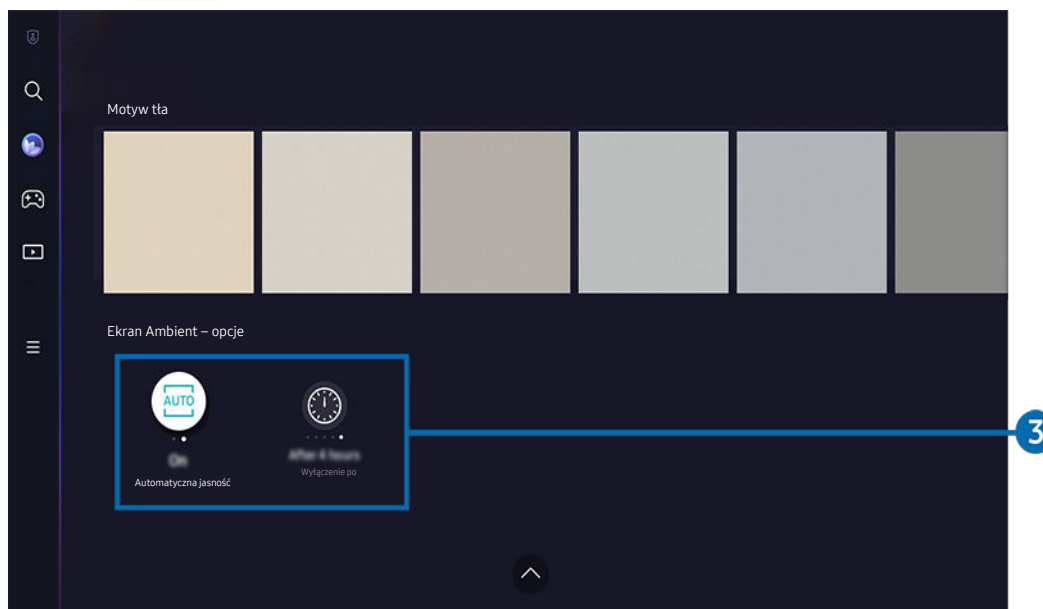 Motyw tła
Ekran Ambient – opcje
AUTO
On
After 4 hours
Automatyczna jasność
Wyłączenie po
3